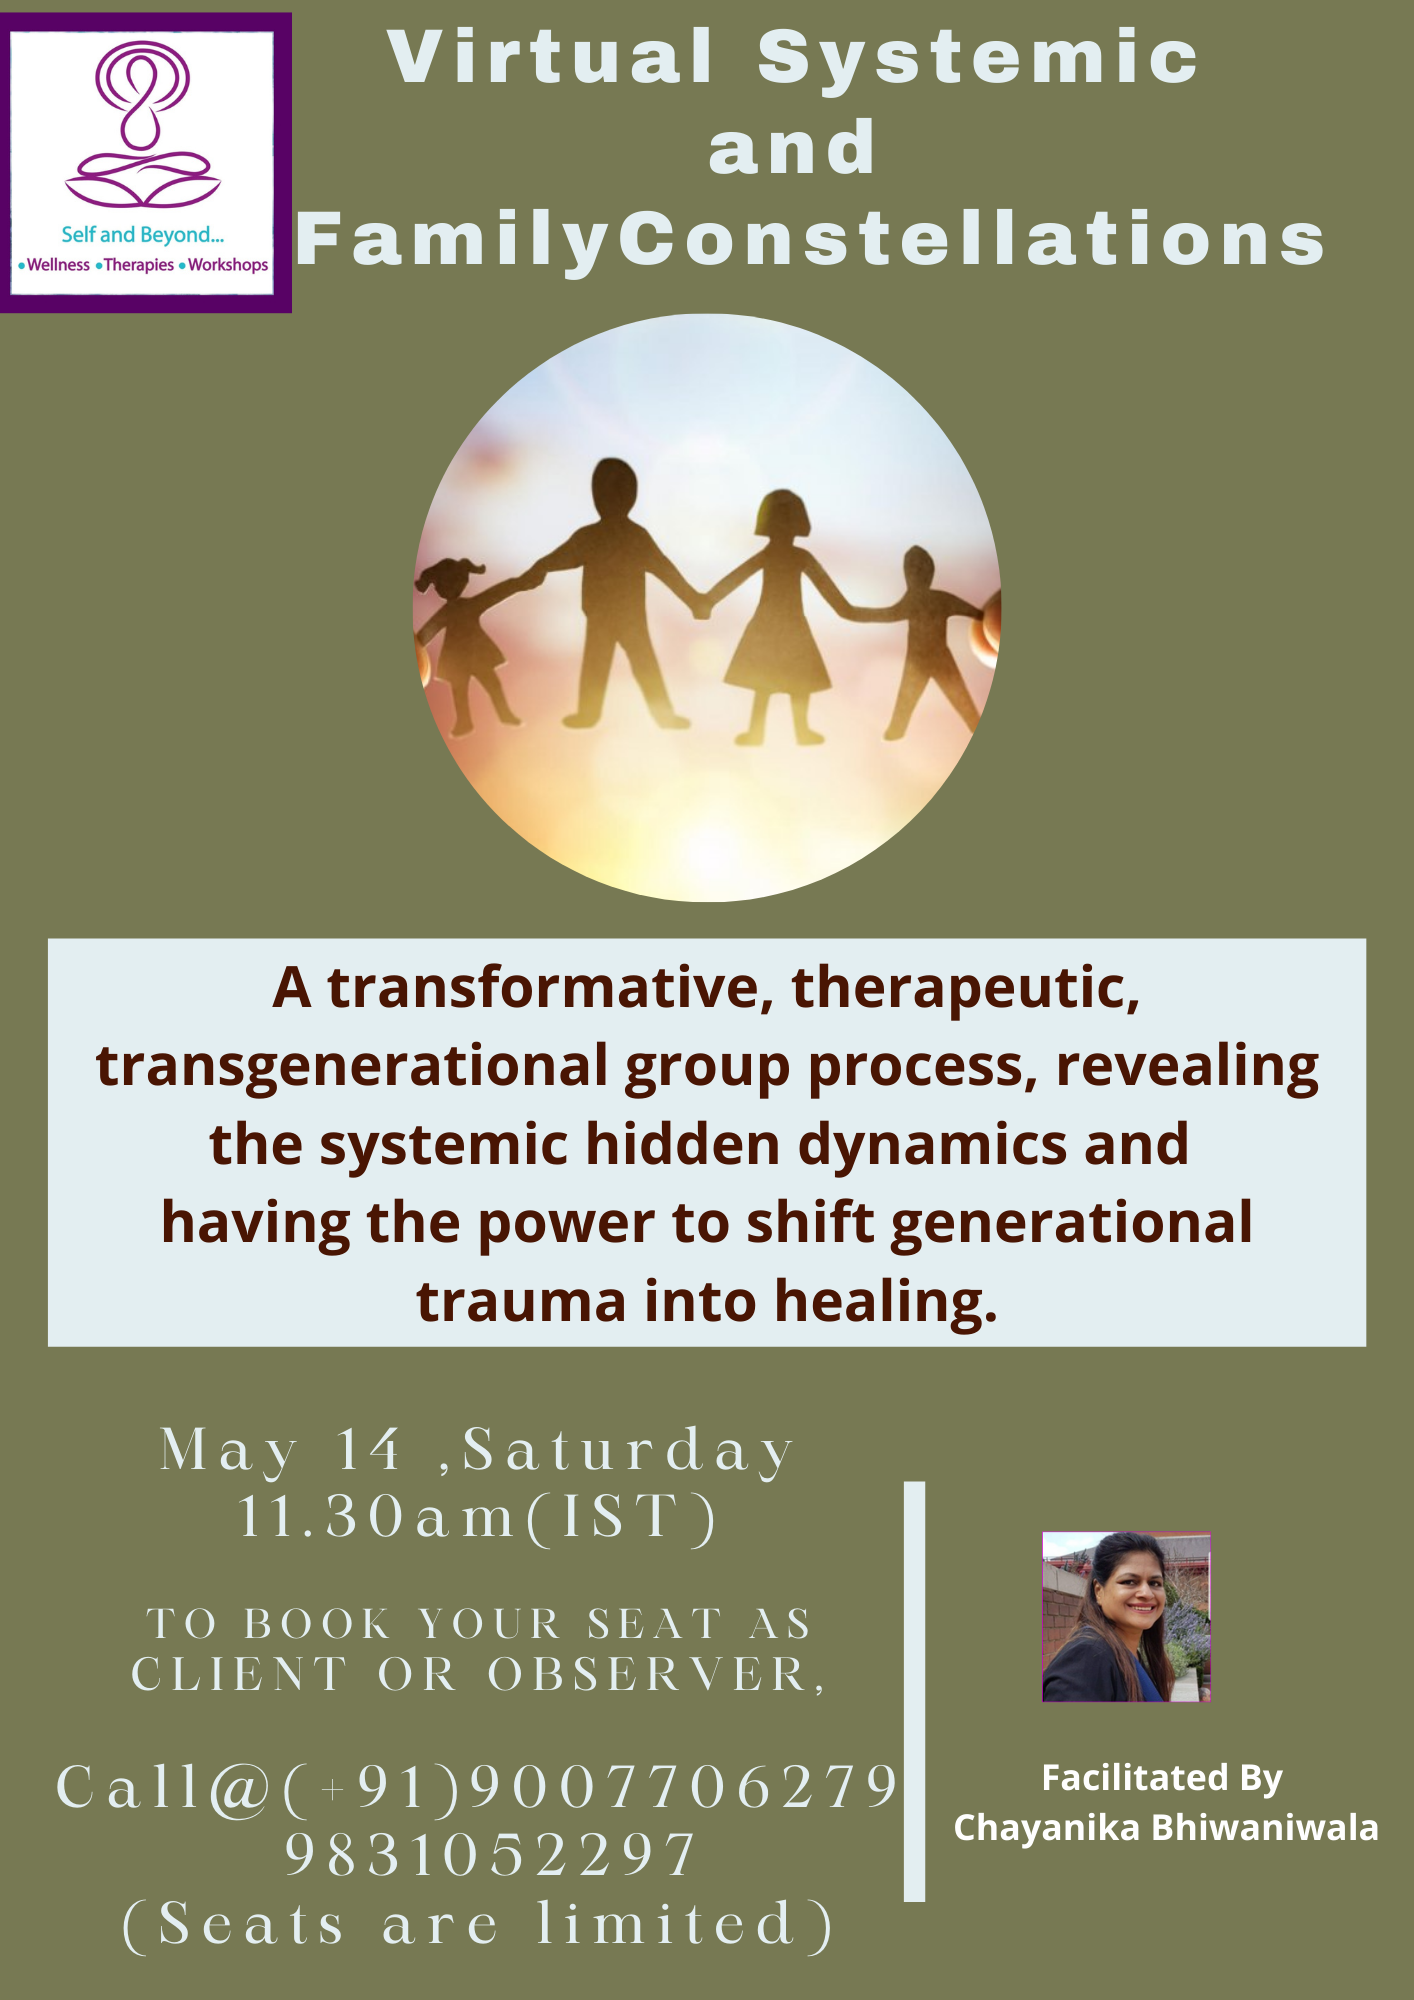 Virtual Systemic
and
FamilyConstellations
Self and Beyond...
•Wellness •Therapies •Workshops
A transformative, therapeutic,
transgenerational group process, revealing
the systemic hidden dynamics and
having the power to shift generational
trauma into healing.
May 14 ,Saturday
11.30am(IST)
TO BOOK YOUR SEAT AS
CLIENT OR OBSERVER,
Call@(+91)9007706279
9831052297
(Seats are limited)
Facilitated By
Chayanika Bhiwaniwala